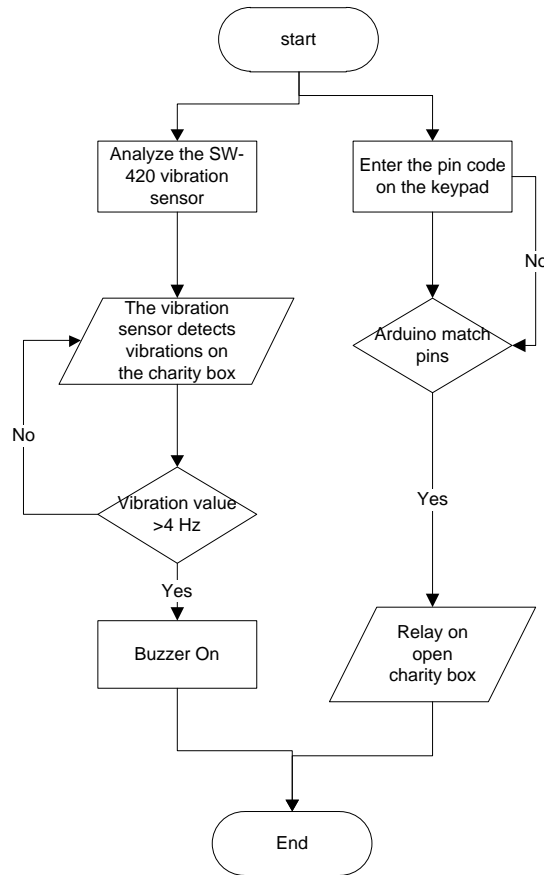 start
Analyze the SW-
420 vibration
sensor
Enter the pin code
on the keypad
No
The vibration
sensor detects
vibrations on
the charity box
Arduino match
pins
No
Vibration value
>4 Hz
Yes
Yes
Buzzer On
Relay on
open
charity box
End